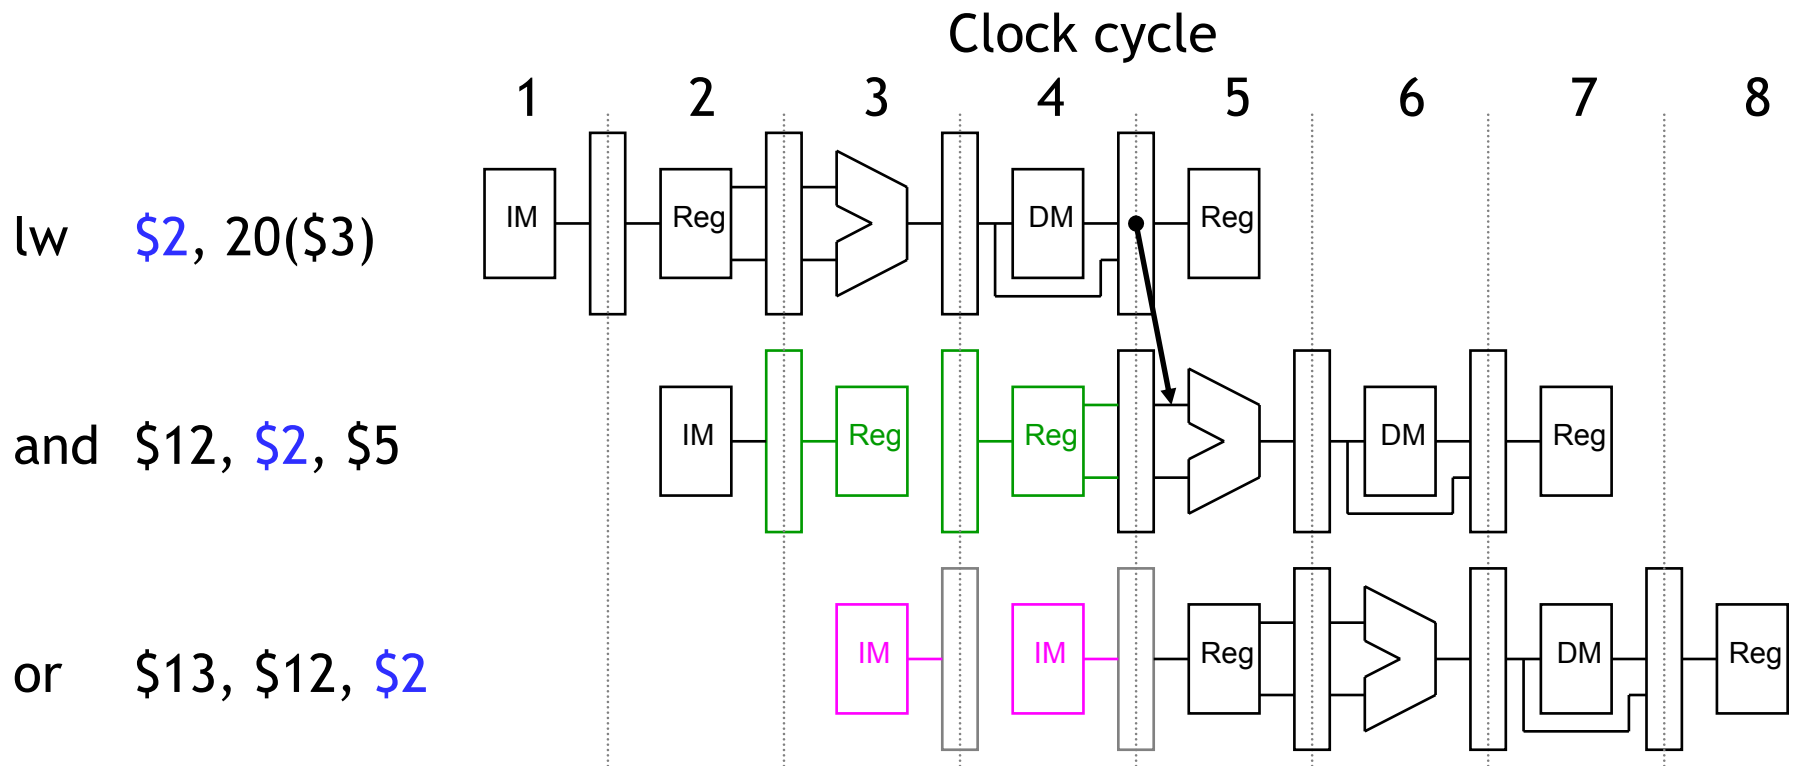 Clock cycle
1 2 3 4 5 6 7 8
lw $2, 20($3) IM Reg DM Reg
and $12, $2, $5 IM Reg Reg DM Reg
or $13, $12, $2 IM IM Reg DM Reg